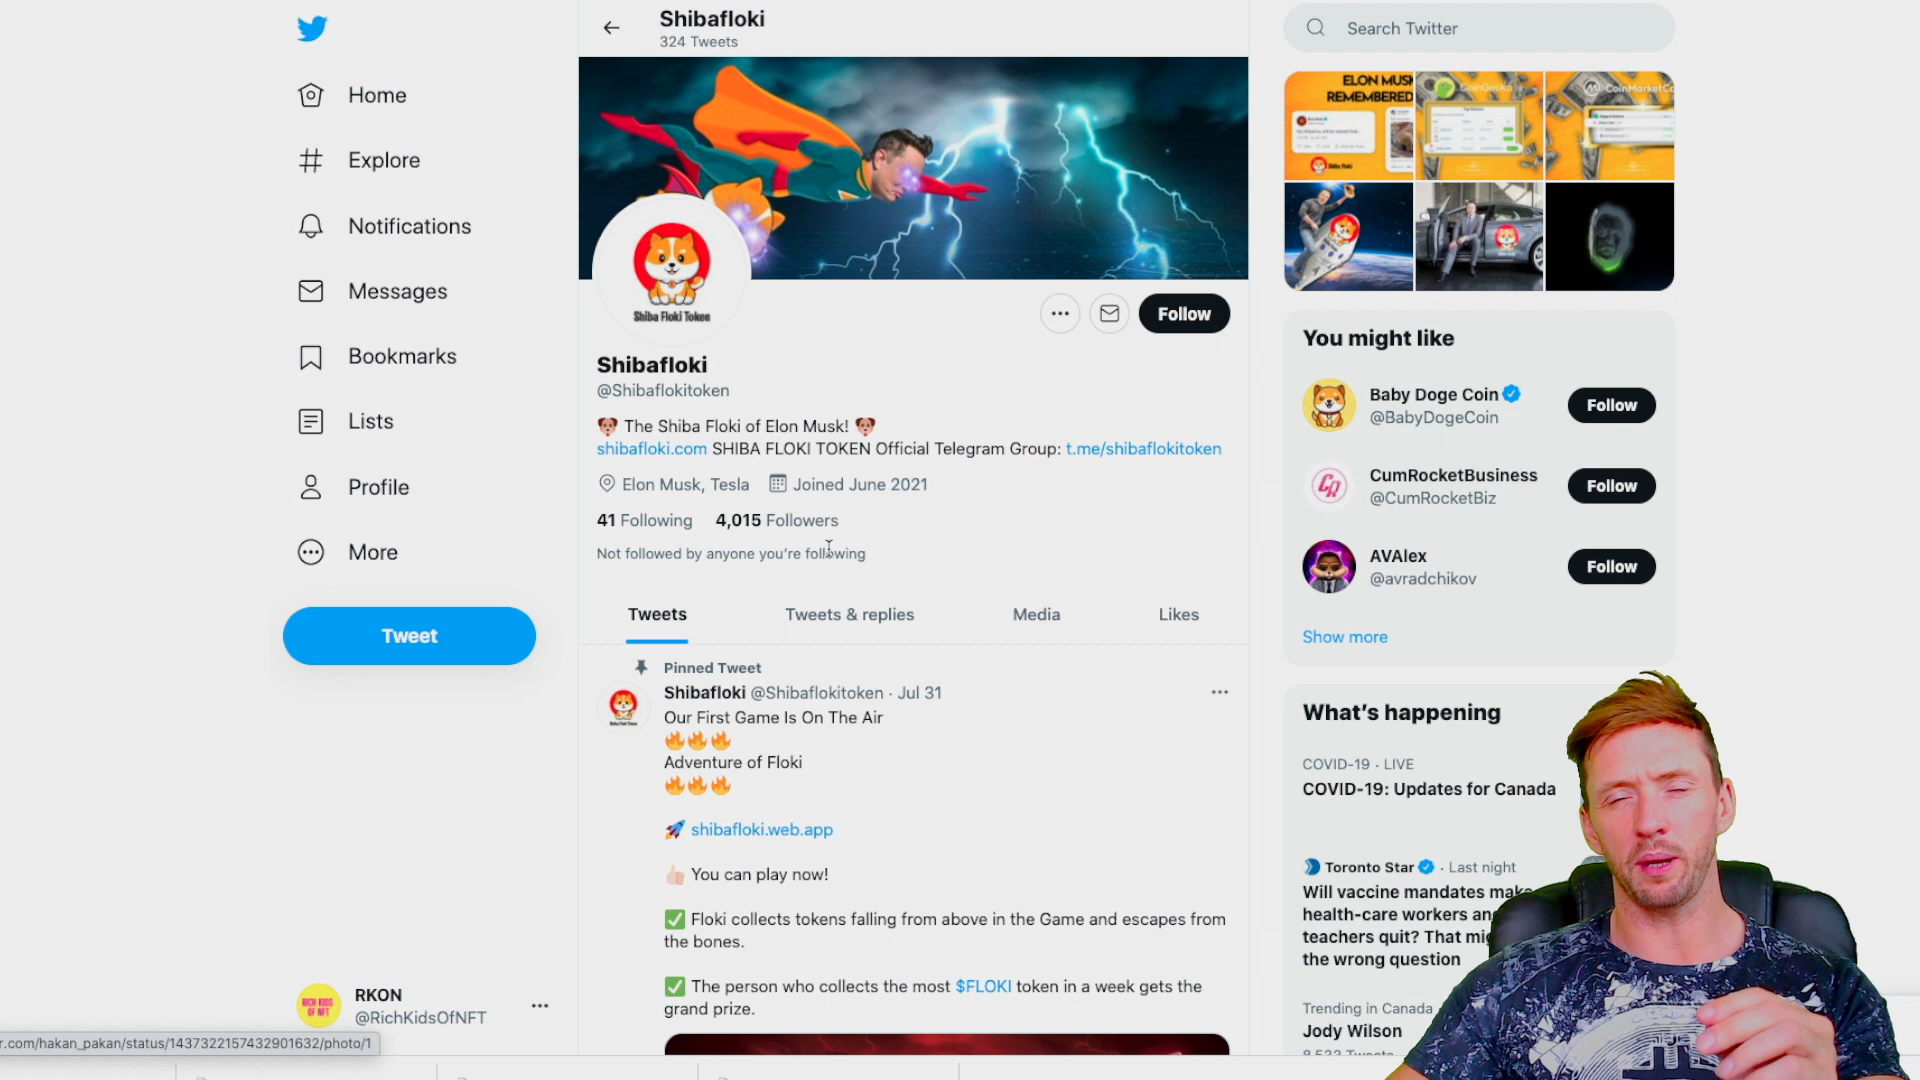 Shibafloki
324 Tweets
Search Twitter
Home
Explore
Notifications
Messages
Bookmarks
Lists
Profile
More
Tweet
RKON
@RichKidsOfNFT
r.com/hakan_pakan/status/1437322157432901632/photo/1
Shiba Floki Token
Follow
Shibafloki
@Shibaflokitoken
The Shiba Floki of Elon Musk!
shibafloki.com SHIBA FLOKI TOKEN Official Telegram Group: t.me/shibaflokitoken
Elon Musk, Tesla Joined June 2021
41 Following 4,015 Followers
Not followed by anyone you're following
Tweets Tweets & replies Media Likes
Pinned Tweet
Shibafloki @Shibaflokitoken · Jul 31
Our First Game Is On The Air
Adventure of Floki
shibafloki.web.app
You can play now!
Floki collects tokens falling from above in the Game and escapes from
the bones.
The person who collects the most $FLOKI token in a week gets the
grand prize.
ELON MUSK
REMEMBERED
CoinGecko
CoinMarketCa
You might like
Baby Doge Coin
@BabyDogeCoin
Follow
CumRocketBusiness
@CumRocketBiz
Follow
AVAlex
@avradchikov
Follow
Show more
What's happening
COVID-19 · LIVE
COVID-19: Updates for Canada
Toronto Star · Last night
Will vaccine mandates make
health-care workers and
teachers quit? That mi
the wrong question
Trending in Canada
Jody Wilson
8,533 Tweets